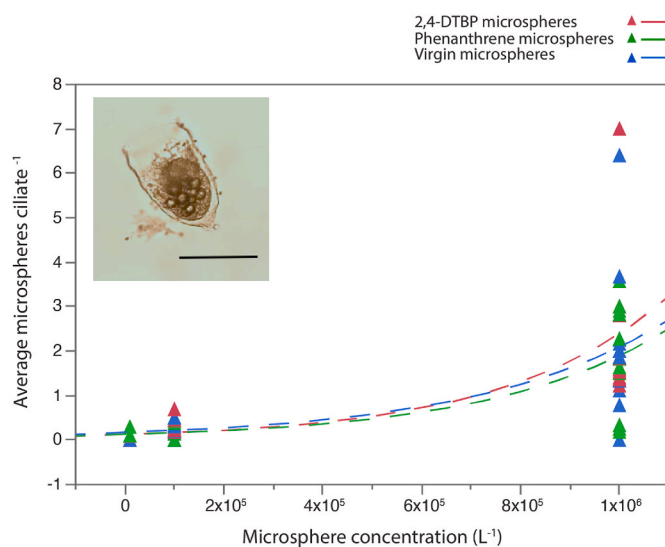 2,4-DTBP microspheres
Phenanthrene microspheres
Virgin microspheres
8
7
6
5
4
3
2
1
0
-1
Average microspheres ciliate⁻¹
0
2x10⁵
4x10⁵
6x10⁵
8x10⁵
1x10⁶
Microsphere concentration (L⁻¹)